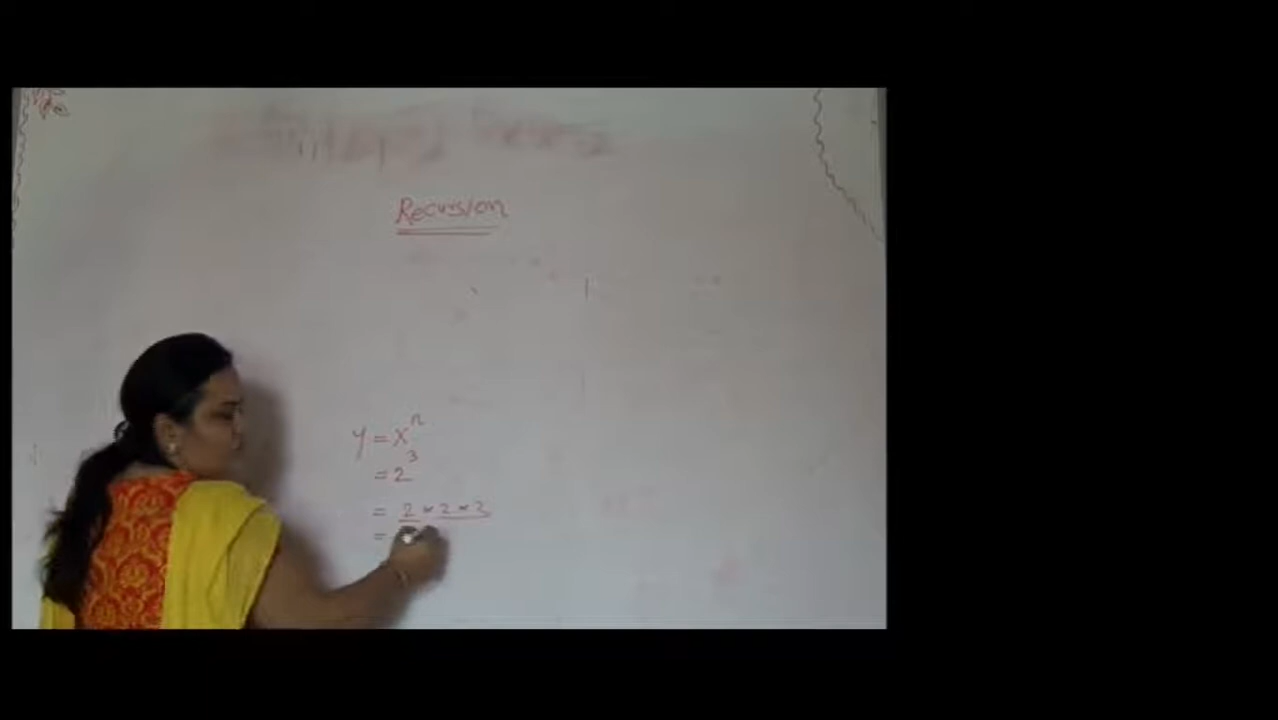 Recursion
y = x^n
= 2^3
= 2 * 2 * 2
=